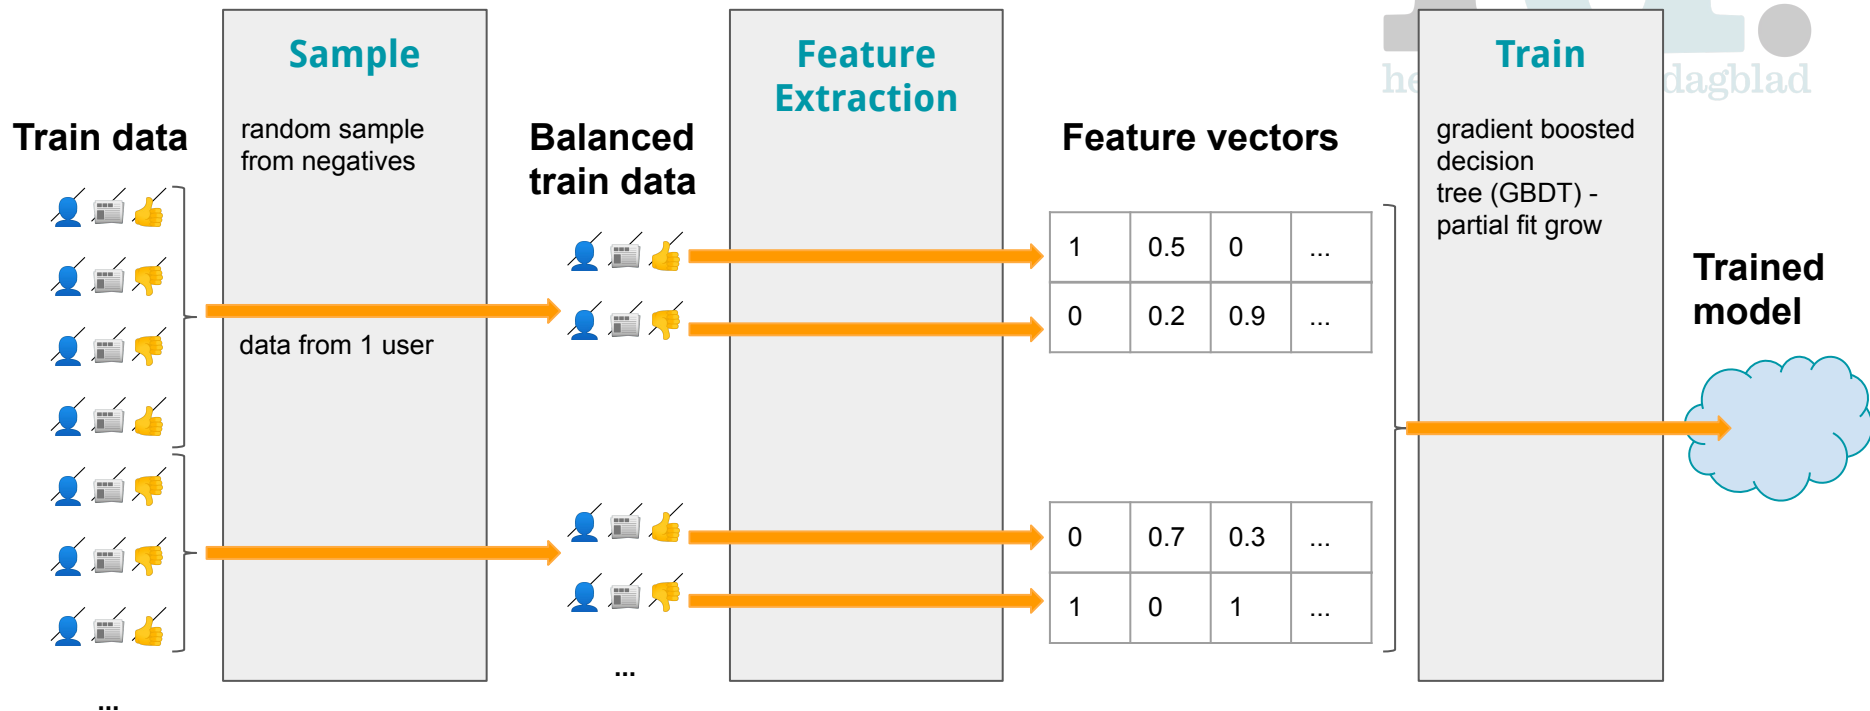 Train data
...
Sample
random sample
from negatives
data from 1 user
Balanced
train data
...
Feature
Extraction
Feature vectors
1 0.5 0 ...
0 0.2 0.9 ...
0 0.7 0.3 ...
1 0 1 ...
he
dagblad
Train
gradient boosted
decision
tree (GBDT) -
partial fit grow
Trained
model